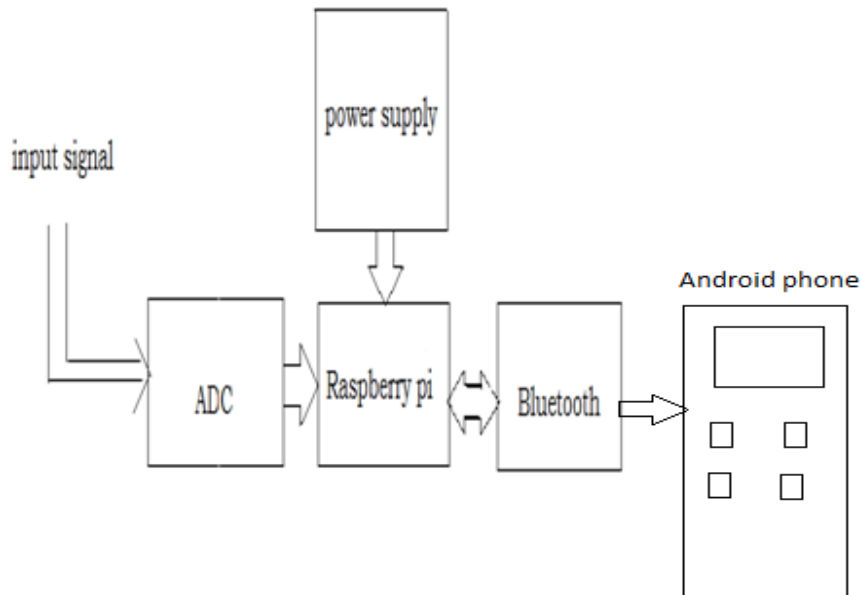 power supply
input signal
Android phone
ADC
Raspberry pi
Bluetooth